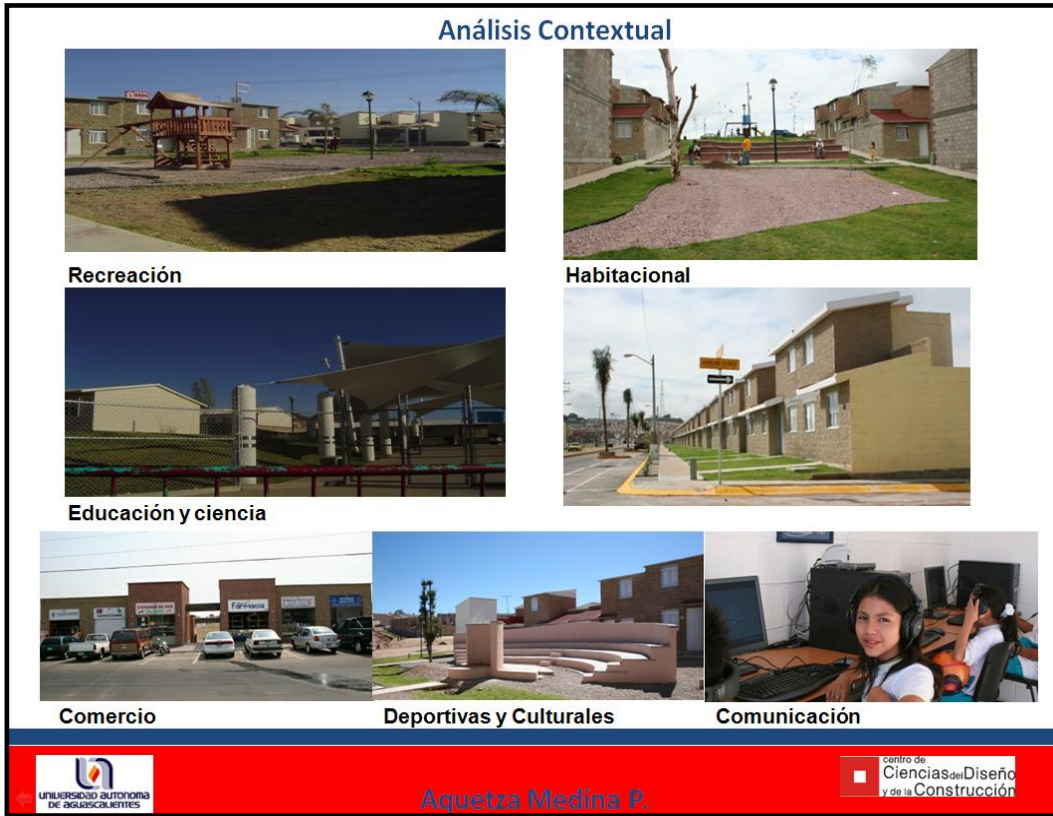 Análisis Contextual
Recreación
Habitacional
Educación y ciencia
Farmacia
Comercio
Deportivas y Culturales
Comunicación
UNIVERSIDAD AUTONOMA
DE AGUASCALIENTES
Aquetza Medina P.
centro de
Ciencias del Diseño
y de la Construcción